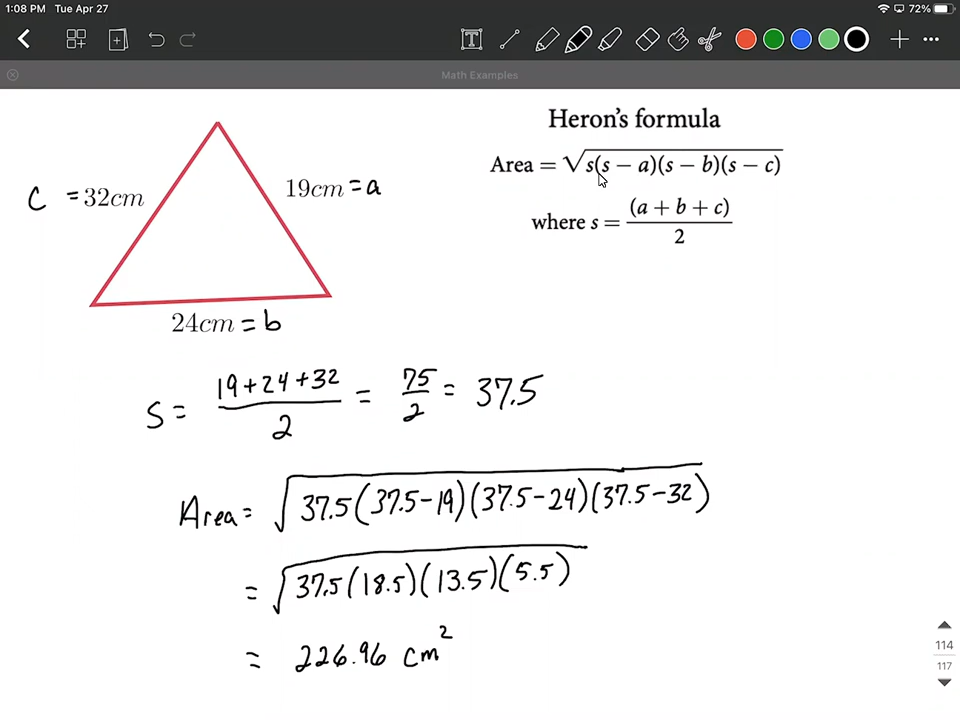 1:08 PM Tue Apr 27 72%
Math Examples
Heron's formula
Area = √s(s − a)(s − b)(s − c)
where s = (a + b + c)/2
C = 32cm
19cm = a
24cm = b
S = 19+24+32/2 = 75/2 = 37.5
Area = √37.5(37.5-19)(37.5-24)(37.5-32)
= √37.5(18.5)(13.5)(5.5)
= 226.96 cm²
114
117